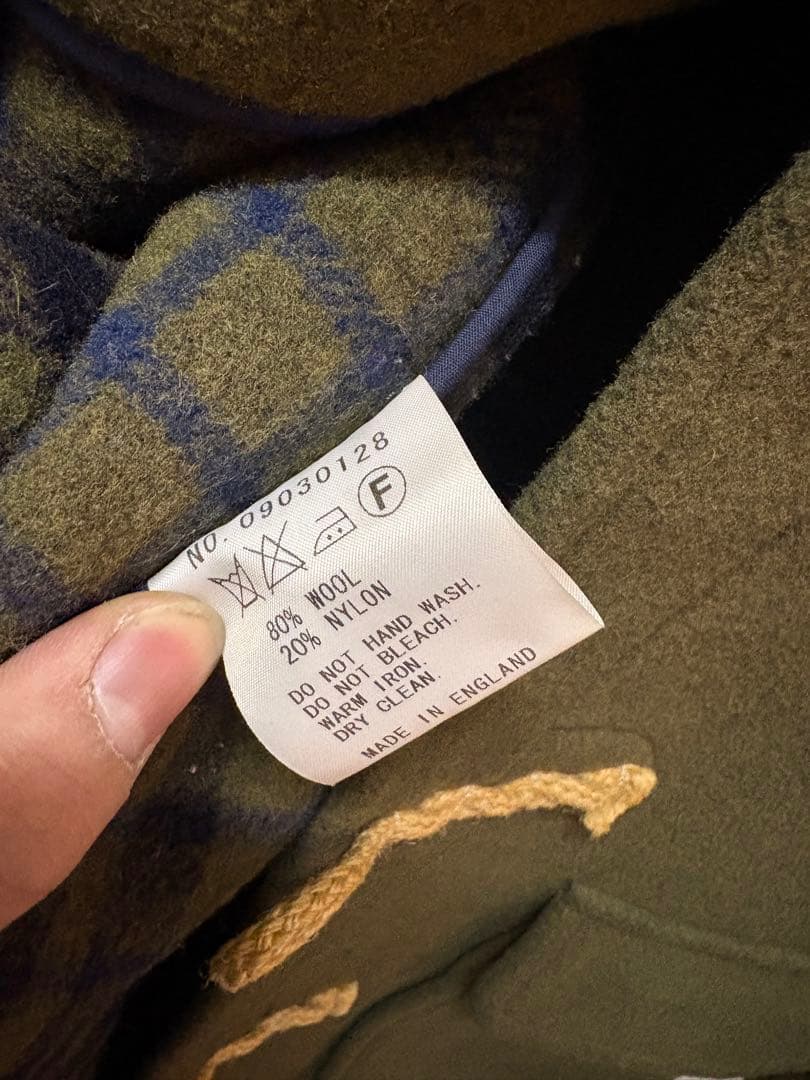 NO. 09030128
F
80% WOOL
20% NYLON
DO NOT HAND WASH.
DO NOT BLEACH.
WARM IRON.
DRY CLEAN.
MADE IN ENGLAND